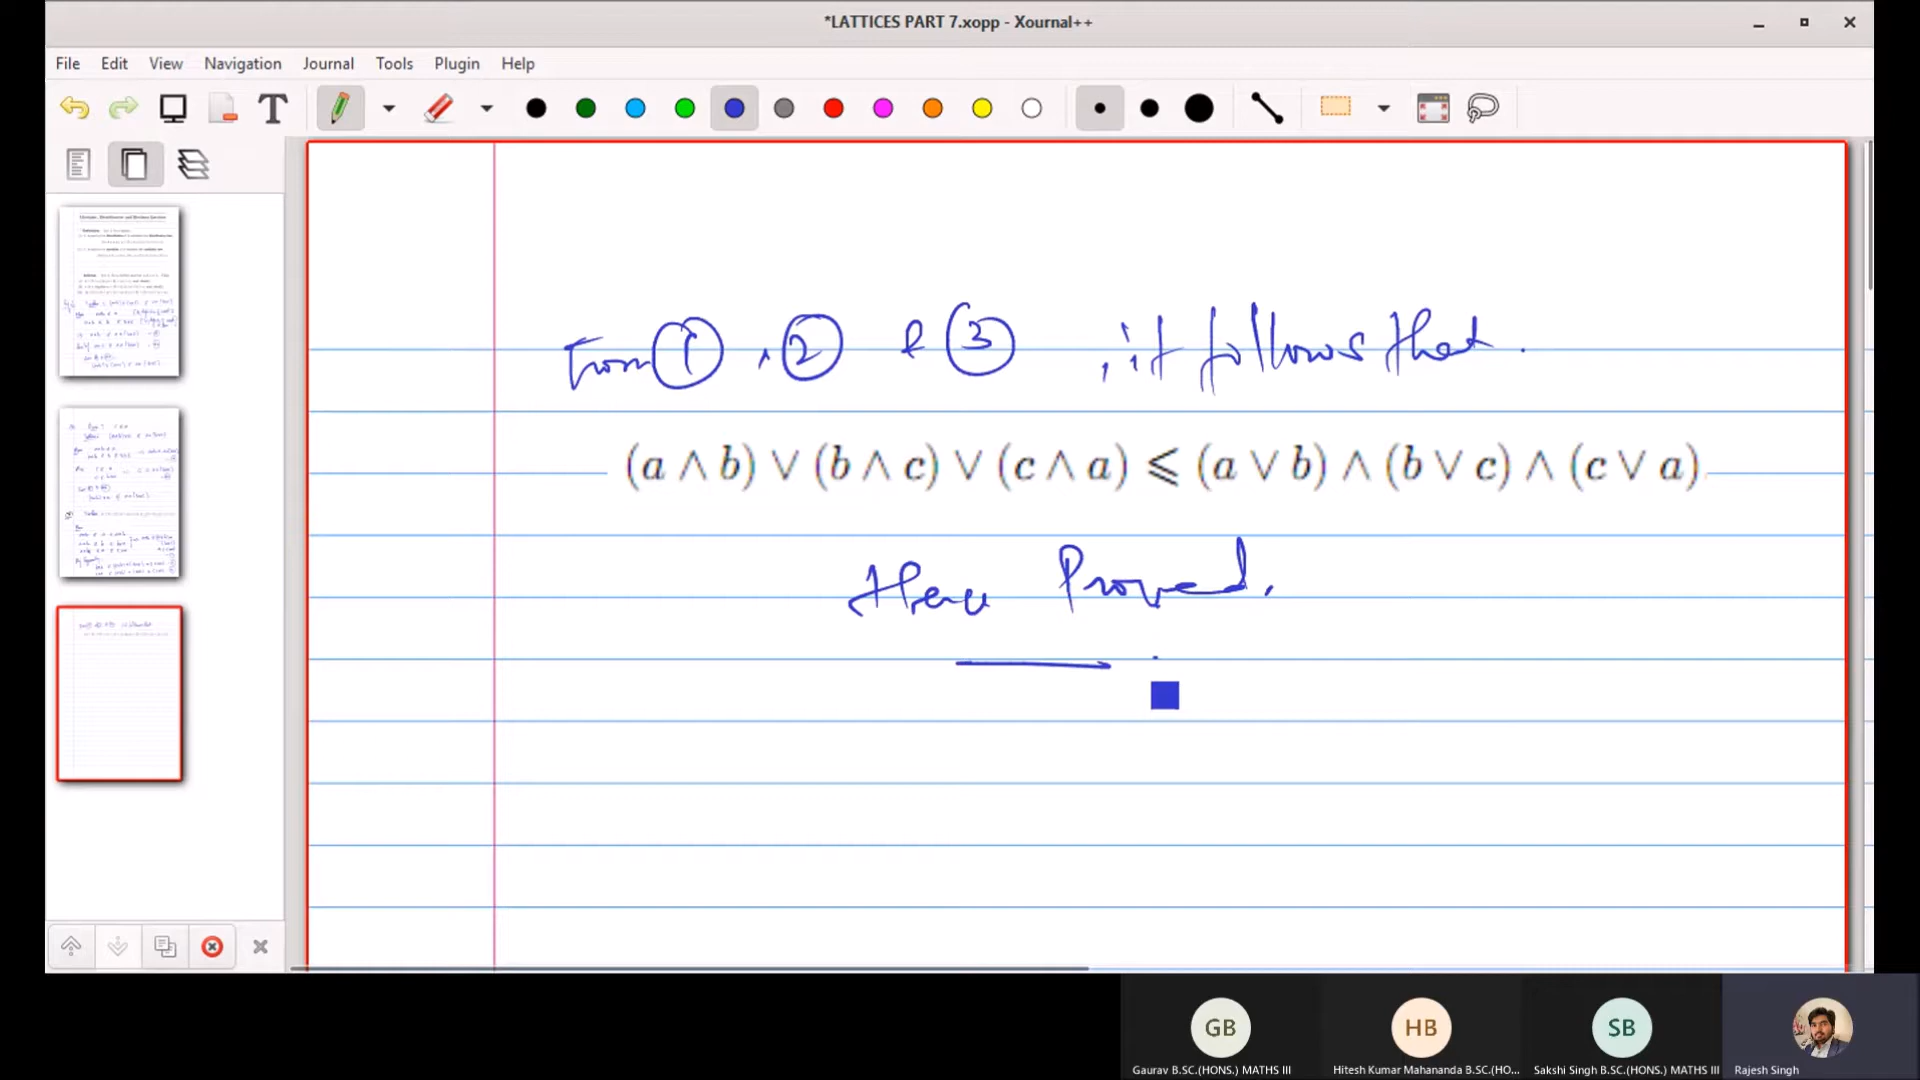 *LATTICES PART 7.xopp - Xournal++
File Edit View Navigation Journal Tools Plugin Help
From ① , ② & ③ , it follows that .
(a ∧ b) ∨ (b ∧ c) ∨ (c ∧ a) ⩽ (a ∨ b) ∧ (b ∨ c) ∧ (c ∨ a)
Hence Proved.
GB HB SB
Gaurav B.SC.(HONS.) MATHS III Hitesh Kumar Mahananda B.SC.(HO... Sakshi Singh B.SC.(HONS.) MATHS III Rajesh Singh